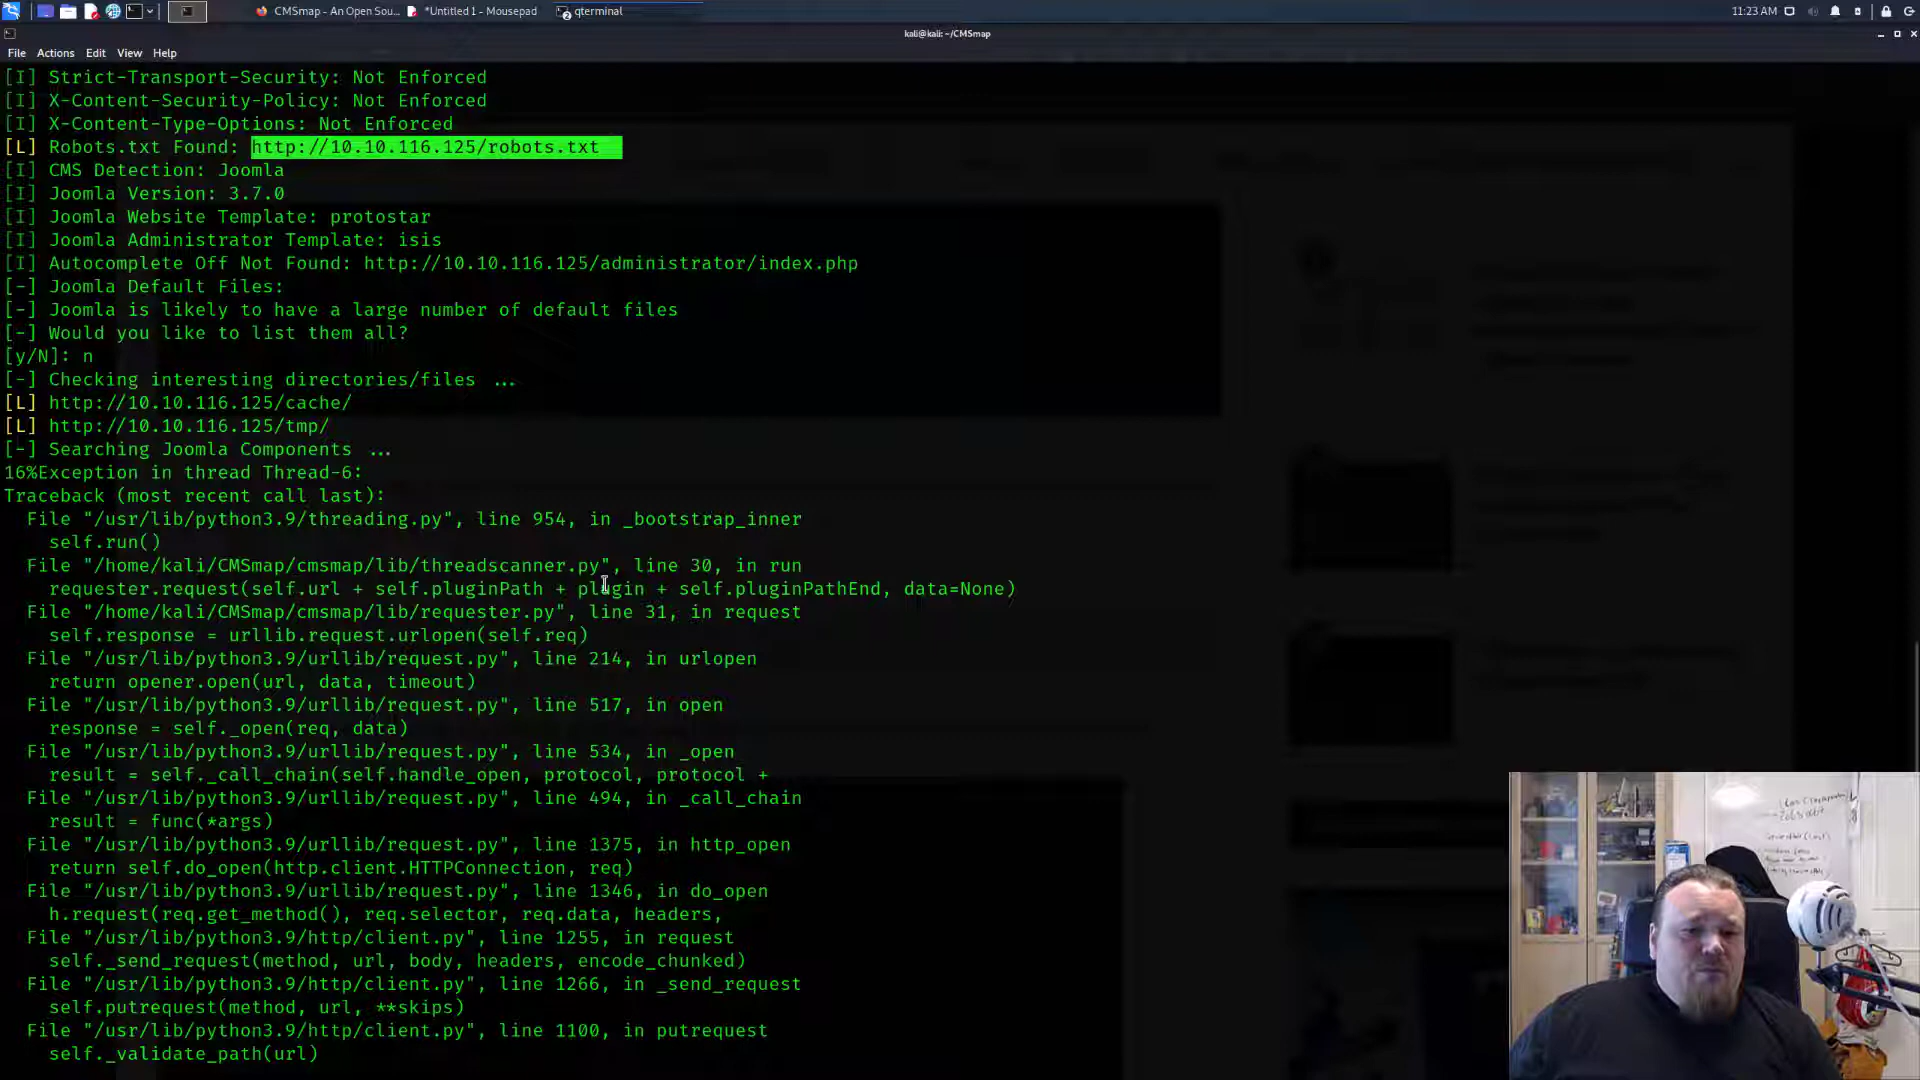 CMSmap - An Open Sou...
*Untitled 1 - Mousepad
qterminal
11:23 AM
kali@kali: ~/CMSmap
File Actions Edit View Help
[I] Strict-Transport-Security: Not Enforced
[I] X-Content-Security-Policy: Not Enforced
[I] X-Content-Type-Options: Not Enforced
[L] Robots.txt Found: http://10.10.116.125/robots.txt
[I] CMS Detection: Joomla
[I] Joomla Version: 3.7.0
[I] Joomla Website Template: protostar
[I] Joomla Administrator Template: isis
[I] Autocomplete Off Not Found: http://10.10.116.125/administrator/index.php
[-] Joomla Default Files:
[-] Joomla is likely to have a large number of default files
[-] Would you like to list them all?
[y/N]: n
[-] Checking interesting directories/files ...
[L] http://10.10.116.125/cache/
[L] http://10.10.116.125/tmp/
[-] Searching Joomla Components ...
16%Exception in thread Thread-6:
Traceback (most recent call last):
File "/usr/lib/python3.9/threading.py", line 954, in _bootstrap_inner
self.run()
File "/home/kali/CMSmap/cmsmap/lib/threadscanner.py", line 30, in run
requester.request(self.url + self.pluginPath + plugin + self.pluginPathEnd, data=None)
File "/home/kali/CMSmap/cmsmap/lib/requester.py", line 31, in request
self.response = urllib.request.urlopen(self.req)
File "/usr/lib/python3.9/urllib/request.py", line 214, in urlopen
return opener.open(url, data, timeout)
File "/usr/lib/python3.9/urllib/request.py", line 517, in open
response = self._open(req, data)
File "/usr/lib/python3.9/urllib/request.py", line 534, in _open
result = self._call_chain(self.handle_open, protocol, protocol +
File "/usr/lib/python3.9/urllib/request.py", line 494, in _call_chain
result = func(*args)
File "/usr/lib/python3.9/urllib/request.py", line 1375, in http_open
return self.do_open(http.client.HTTPConnection, req)
File "/usr/lib/python3.9/urllib/request.py", line 1346, in do_open
h.request(req.get_method(), req.selector, req.data, headers,
File "/usr/lib/python3.9/http/client.py", line 1255, in request
self._send_request(method, url, body, headers, encode_chunked)
File "/usr/lib/python3.9/http/client.py", line 1266, in _send_request
self.putrequest(method, url, **skips)
File "/usr/lib/python3.9/http/client.py", line 1100, in putrequest
self._validate_path(url)